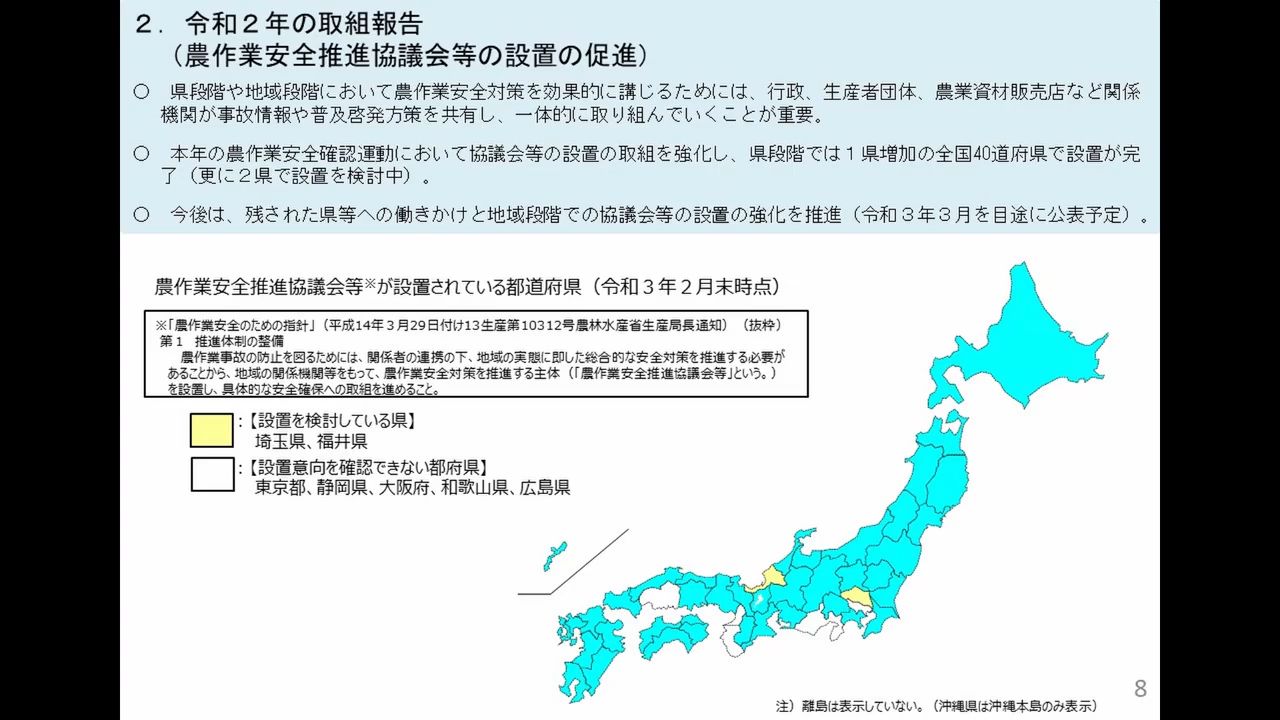 ２．令和２年の取組報告
（農作業安全推進協議会等の設置の促進）
○　県段階や地域段階において農作業安全対策を効果的に講じるためには、行政、生産者団体、農業資材販売店など関係
機関が事故情報や普及啓発方策を共有し、一体的に取り組んでいくことが重要。
○　本年の農作業安全確認運動において協議会等の設置の取組を強化し、県段階では１県増加の全国40道府県で設置が完
了（更に２県で設置を検討中）。
○　今後は、残された県等への働きかけと地域段階での協議会等の設置の強化を推進（令和３年３月を目途に公表予定）。
農作業安全推進協議会等※が設置されている都道府県（令和３年２月末時点）
※「農作業安全のための指針」（平成14年３月29日付け13生産第10312号農林水産省生産局長通知）（抜粋）
第１　推進体制の整備
農作業事故の防止を図るためには、関係者の連携の下、地域の実態に即した総合的な安全対策を推進する必要が
あることから、地域の関係機関等をもって、農作業安全対策を推進する主体（「農作業安全推進協議会等」という。）
を設置し、具体的な安全確保への取組を進めること。
：【設置を検討している県】
埼玉県、福井県
：【設置意向を確認できない都府県】
東京都、静岡県、大阪府、和歌山県、広島県
注）離島は表示していない。（沖縄県は沖縄本島のみ表示）
8